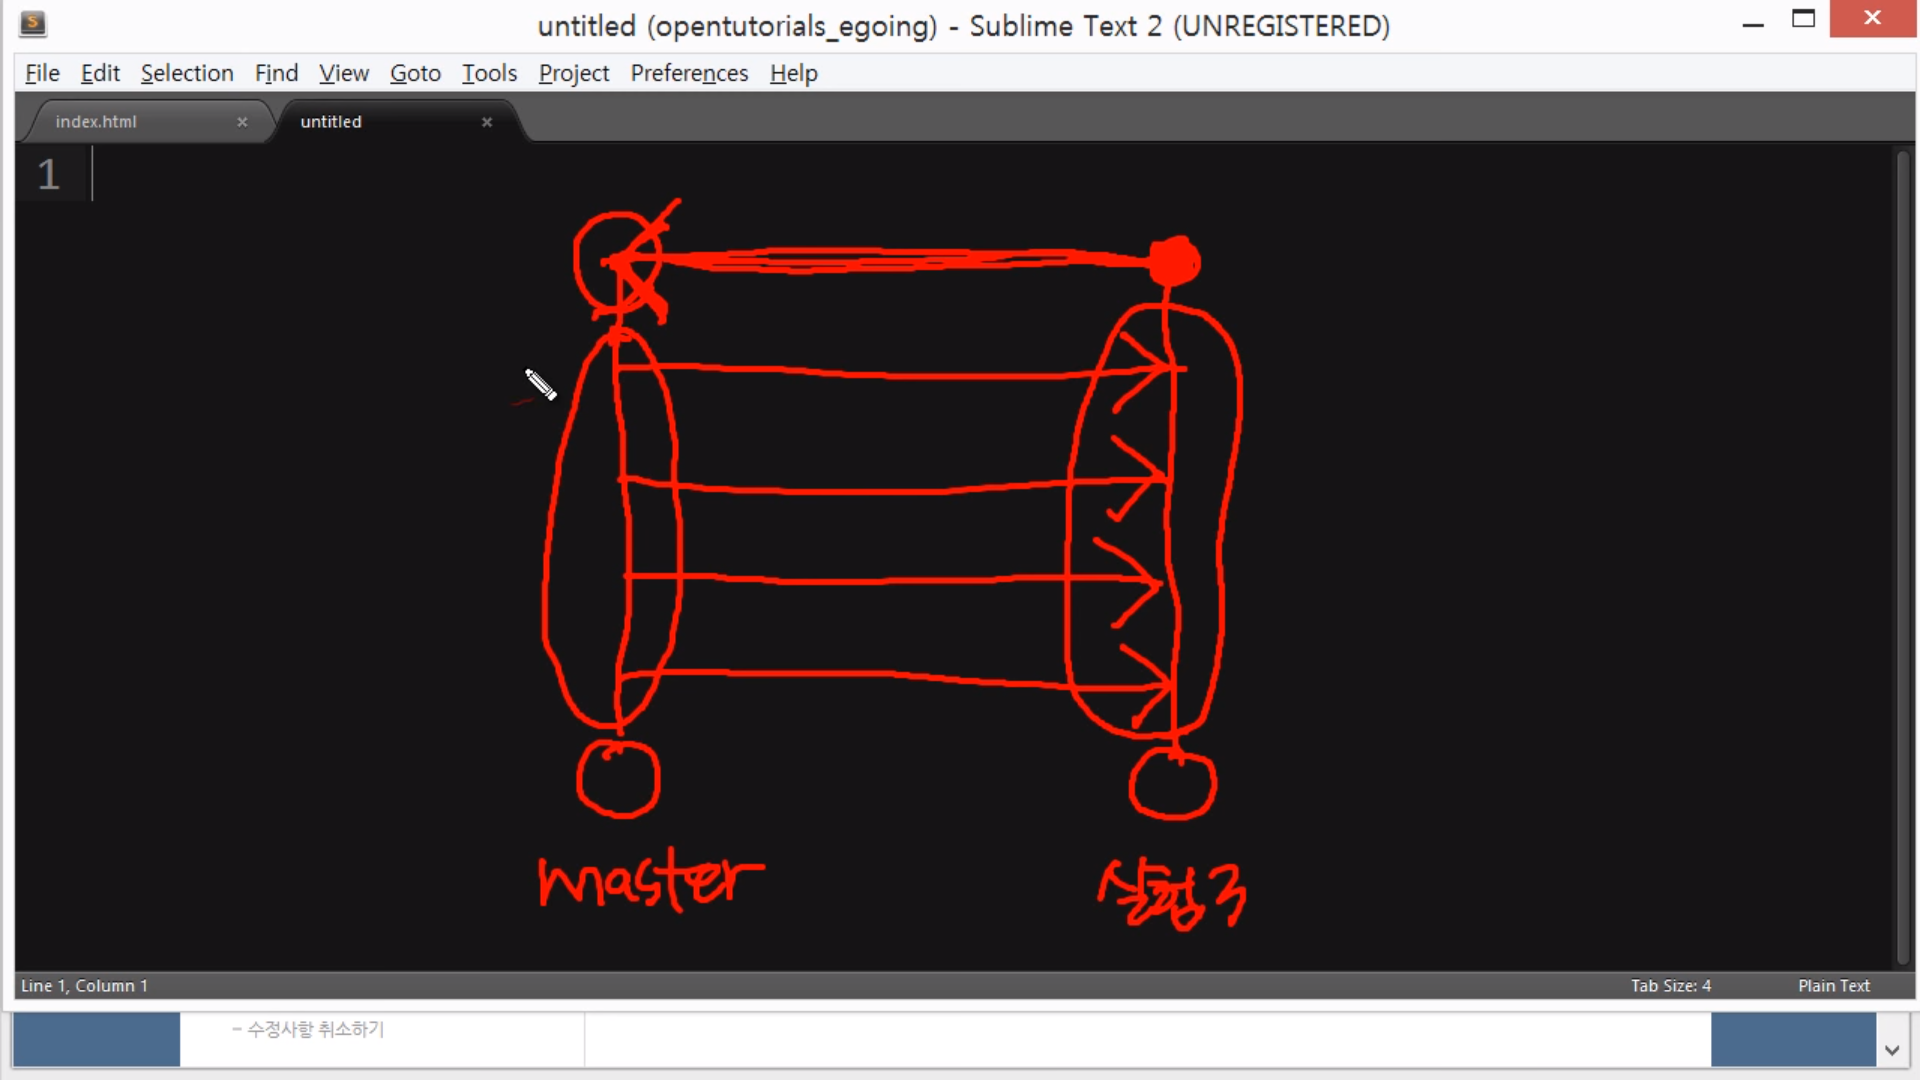 untitled (opentutorials_egoing) - Sublime Text 2 (UNREGISTERED)
File Edit Selection Find View Goto Tools Project Preferences Help
index.html × untitled ×
1
master 실험3
Line 1, Column 1 Tab Size: 4 Plain Text
- 수정사항 취소하기